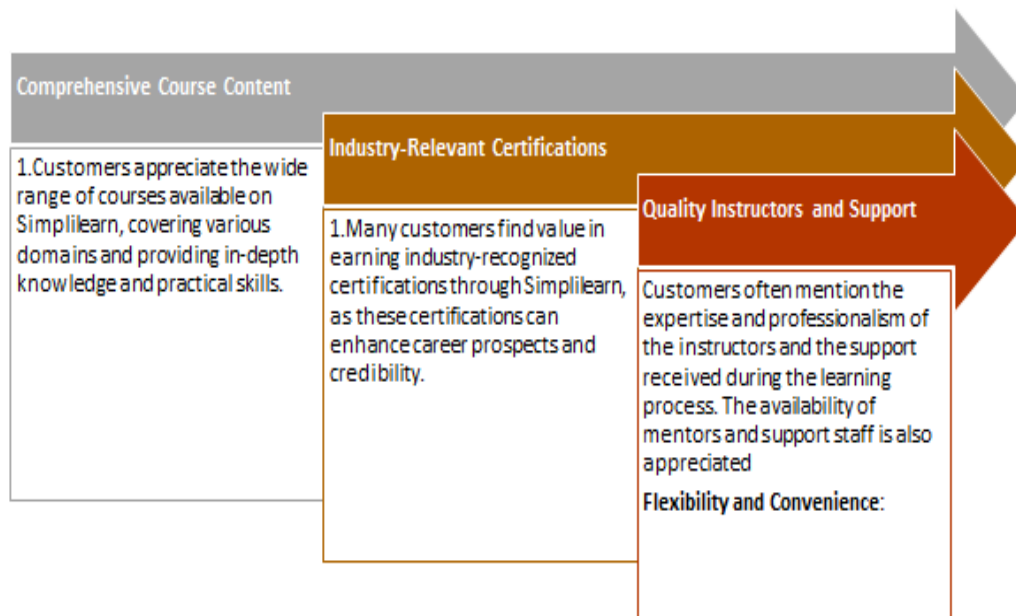 Comprehensive Course Content
1.Customers appreciate the wide
range of courses available on
Simplilearn, covering various
domains and providing in-depth
knowledge and practical skills.
Industry-Relevant Certifications
1.Many customers find value in
earning industry-recognized
certifications through Simplilearn,
as these certifications can
enhance career prospects and
credibility.
Quality Instructors and Support
Customers often mention the
expertise and professionalism of
the instructors and the support
received during the learning
process. The availability of
mentors and support staff is also
appreciated
Flexibility and Convenience: